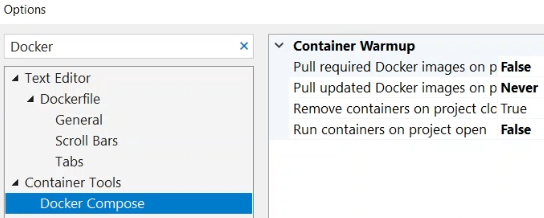 Options
Docker
Text Editor
Dockerfile
General
Scroll Bars
Tabs
Container Tools
Docker Compose
Container Warmup
Pull required Docker images on p False
Pull updated Docker images on p Never
Remove containers on project clo True
Run containers on project open False